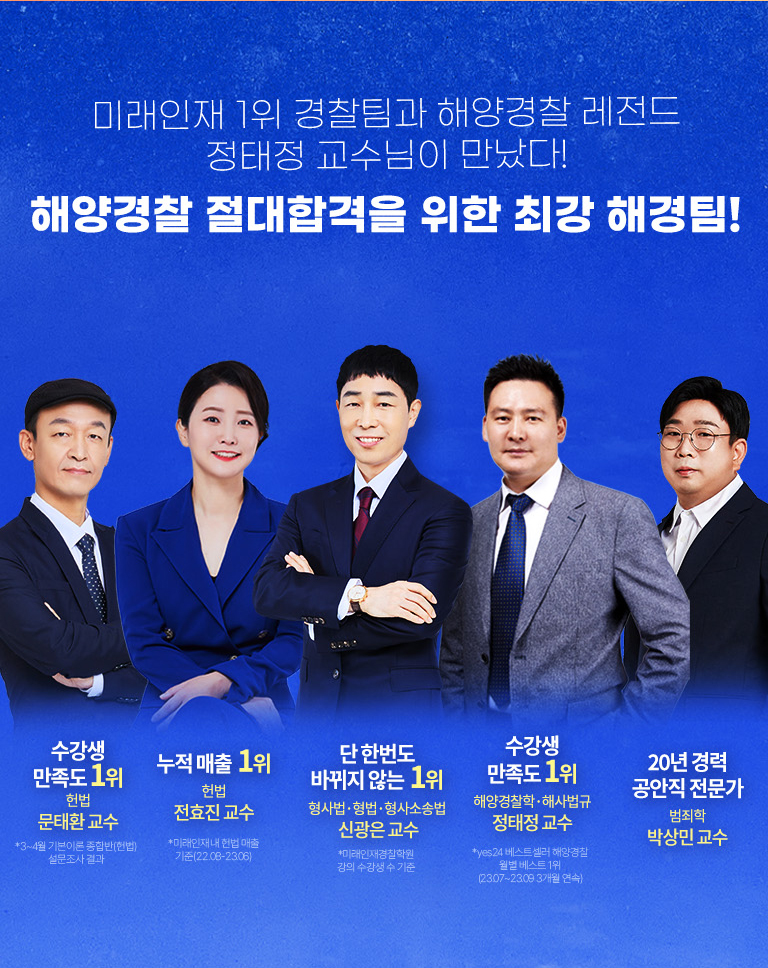 미래인재 1위 경찰팀과 해양경찰 레전드
정태정 교수님이 만났다!
해양경찰 절대합격을 위한 최강 해경팀!
수강생
만족도 1위
헌법
문태환 교수
*3~4월 기본이론 종합반(헌법)
설문조사 결과
누적 매출 1위
헌법
전효진 교수
*미래인재 내 헌법 매출
기준(22.08-23.06)
단 한번도
바뀌지 않는 1위
형사법·형법·형사소송법
신광은 교수
*미래인재경찰학원
강의 수강생 수 기준
수강생
만족도 1위
해양경찰학·해사법규
정태정 교수
*yes24 베스트셀러 해양경찰
월별 베스트 1위
(23.07~23.09 3개월 연속)
20년 경력
공안직 전문가
범죄학
박상민 교수